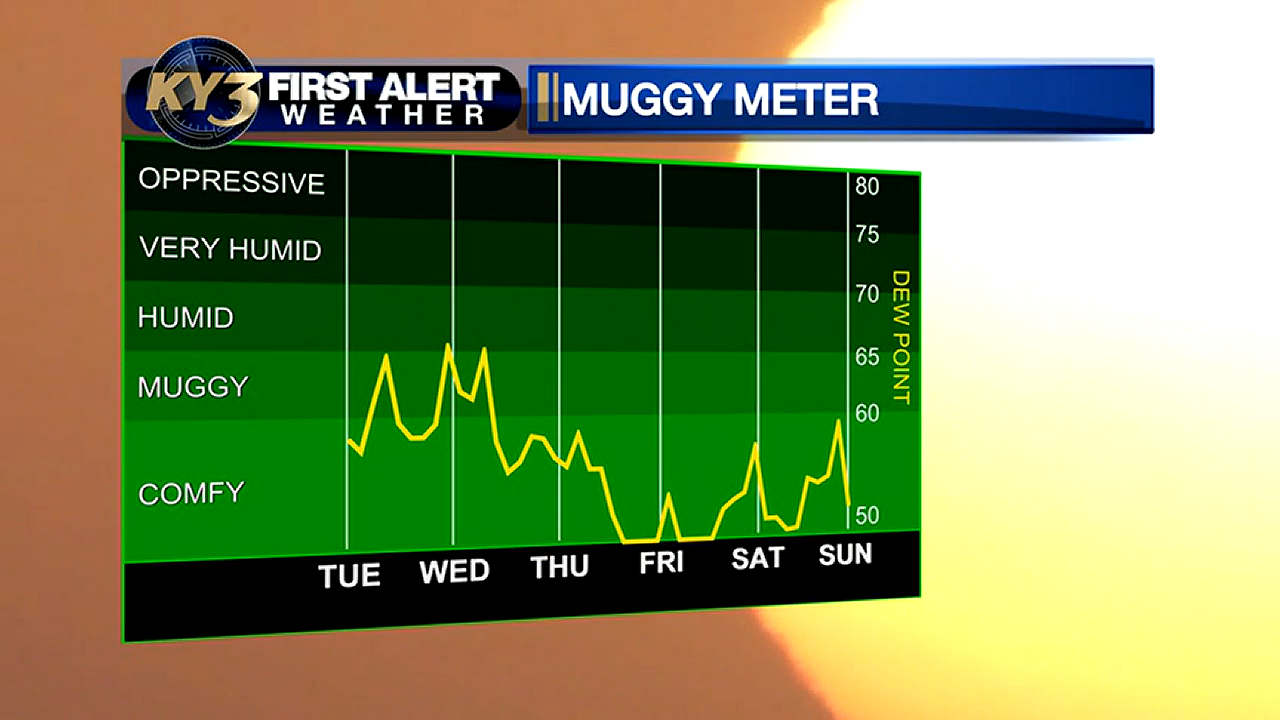 KY3 FIRST ALERT
WEATHER
MUGGY METER
OPPRESSIVE
VERY HUMID
HUMID
MUGGY
COMFY
80
75
70
65
60
50
DEW POINT
TUE WED THU FRI SAT SUN